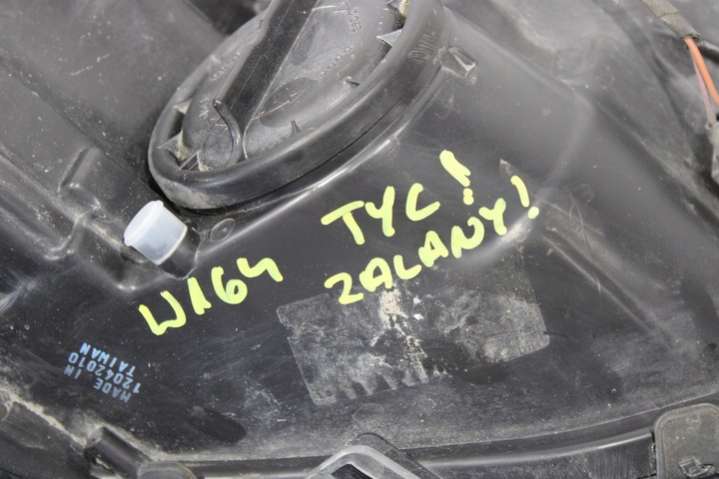 W164 TYC!
ZALANY!
MADE IN
12042010
TAIWAN